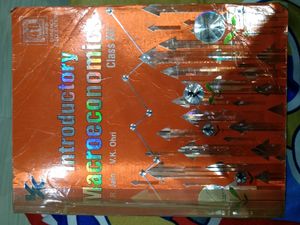 Introductory
Macroeconomics
Class XII
Jain
V.K. Ohri